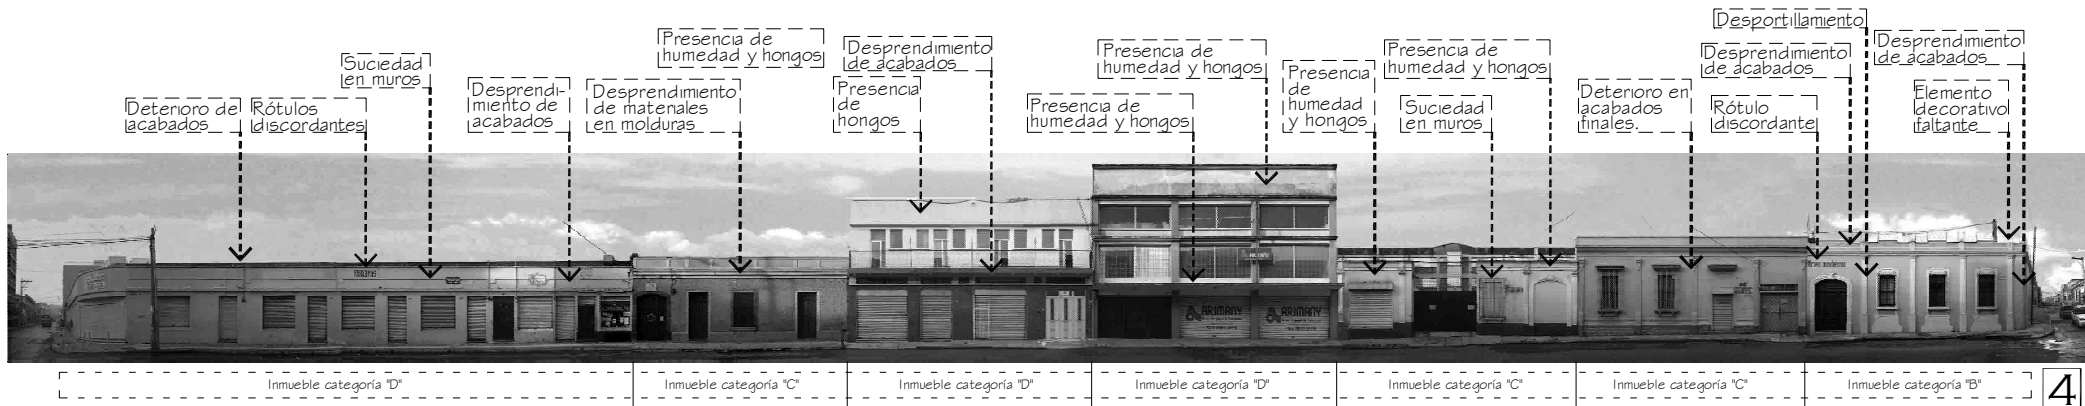 Deterioro de
acabados
Rótulos
discordantes
Suciedad
en muros
Desprendi-
miento de
acabados
Desprendimiento
de materiales
en molduras
Presencia de
humedad y hongos
Presencia
de
hongos
Desprendimiento
de acabados
Presencia de
humedad y hongos
Presencia de
humedad y hongos
Presencia
de
humedad
y hongos
Presencia de
humedad y hongos
Suciedad
en muros
Deterioro en
acabados
finales.
Rótulo
discordante
Desprendimiento
de acabados
Desportillamiento
Desprendimiento
de acabados
Elemento
decorativo
faltante
ARIMANY
ARIMANY
Inmueble categoría "D"
Inmueble categoría "C"
Inmueble categoría "D"
Inmueble categoría "D"
Inmueble categoría "C"
Inmueble categoría "C"
Inmueble categoría "B"
4